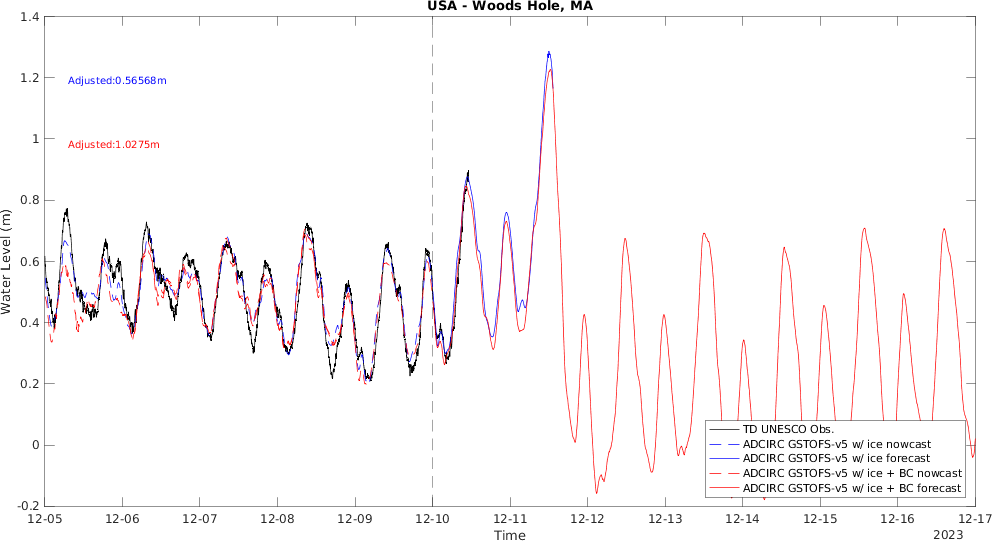 USA - Woods Hole, MA
1.4
1.2
1
0.8
0.6
0.4
0.2
0
-0.2
Water Level (m)
Adjusted:0.56568m
Adjusted:1.0275m
TD UNESCO Obs.
ADCIRC GSTOFS-v5 w/ ice nowcast
ADCIRC GSTOFS-v5 w/ ice forecast
ADCIRC GSTOFS-v5 w/ ice + BC nowcast
ADCIRC GSTOFS-v5 w/ ice + BC forecast
12-05 12-06 12-07 12-08 12-09 12-10 12-11 12-12 12-13 12-14 12-15 12-16 12-17
Time
2023